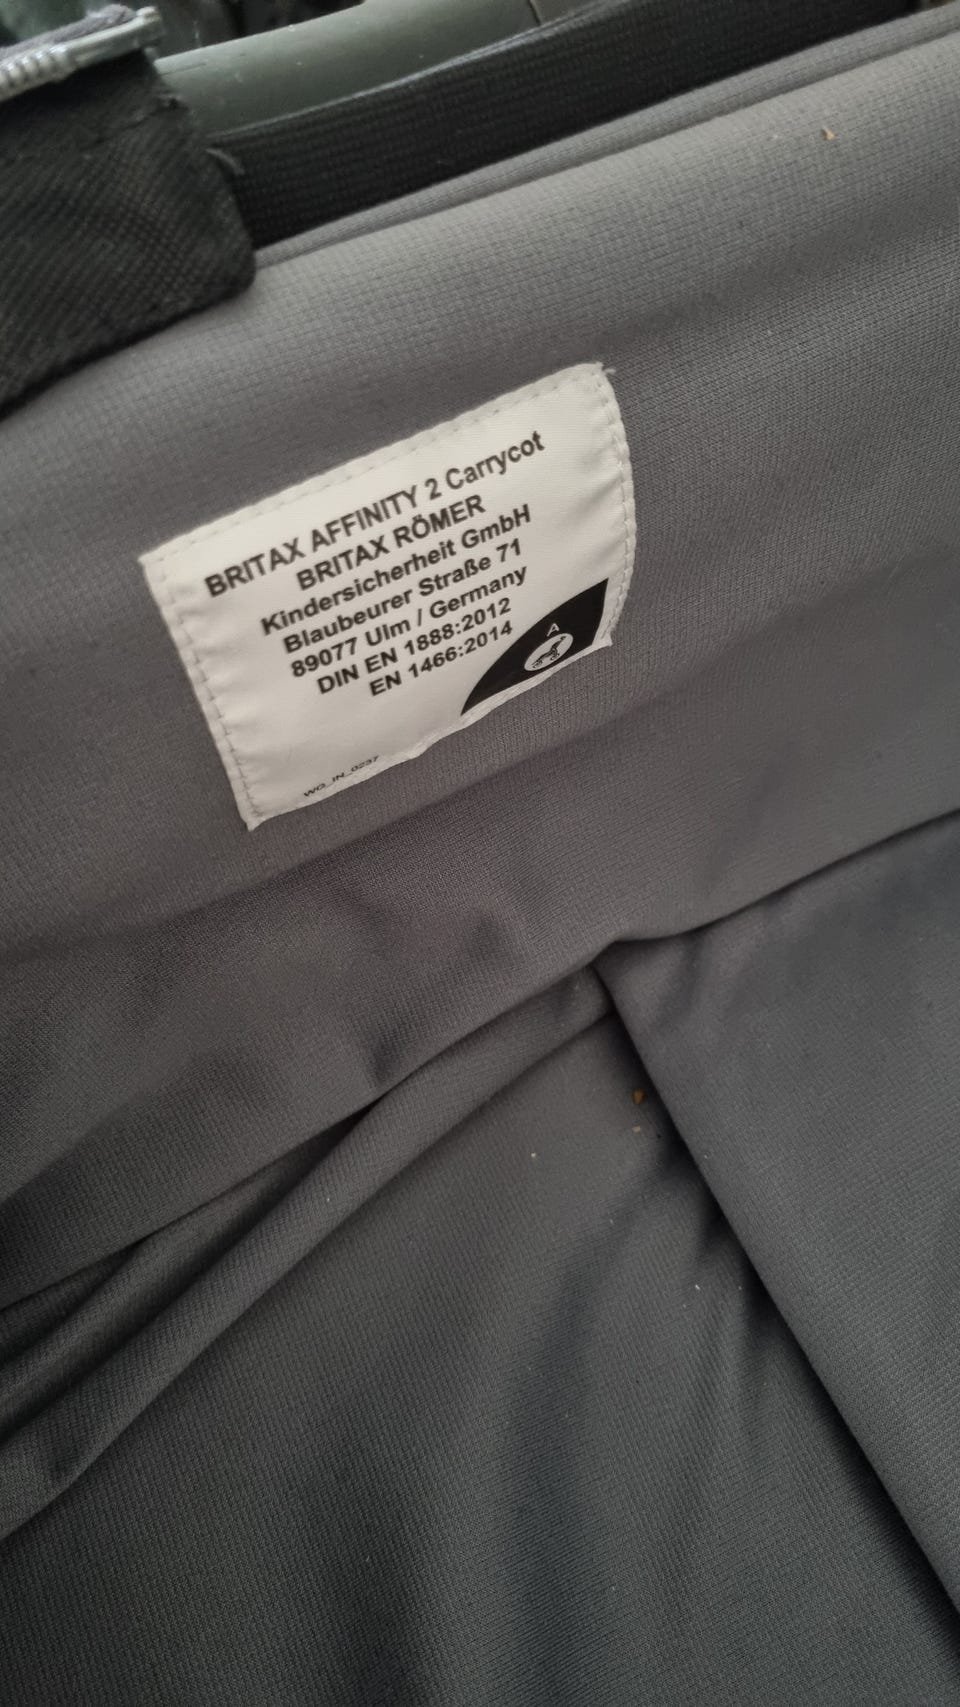 BRITAX AFFINITY 2 Carrycot
BRITAX RÖMER
Kindersicherheit GmbH
Blaubeurer Straße 71
89077 Ulm / Germany
DIN EN 1888:2012
EN 1466:2014
A
WO_IN_0237